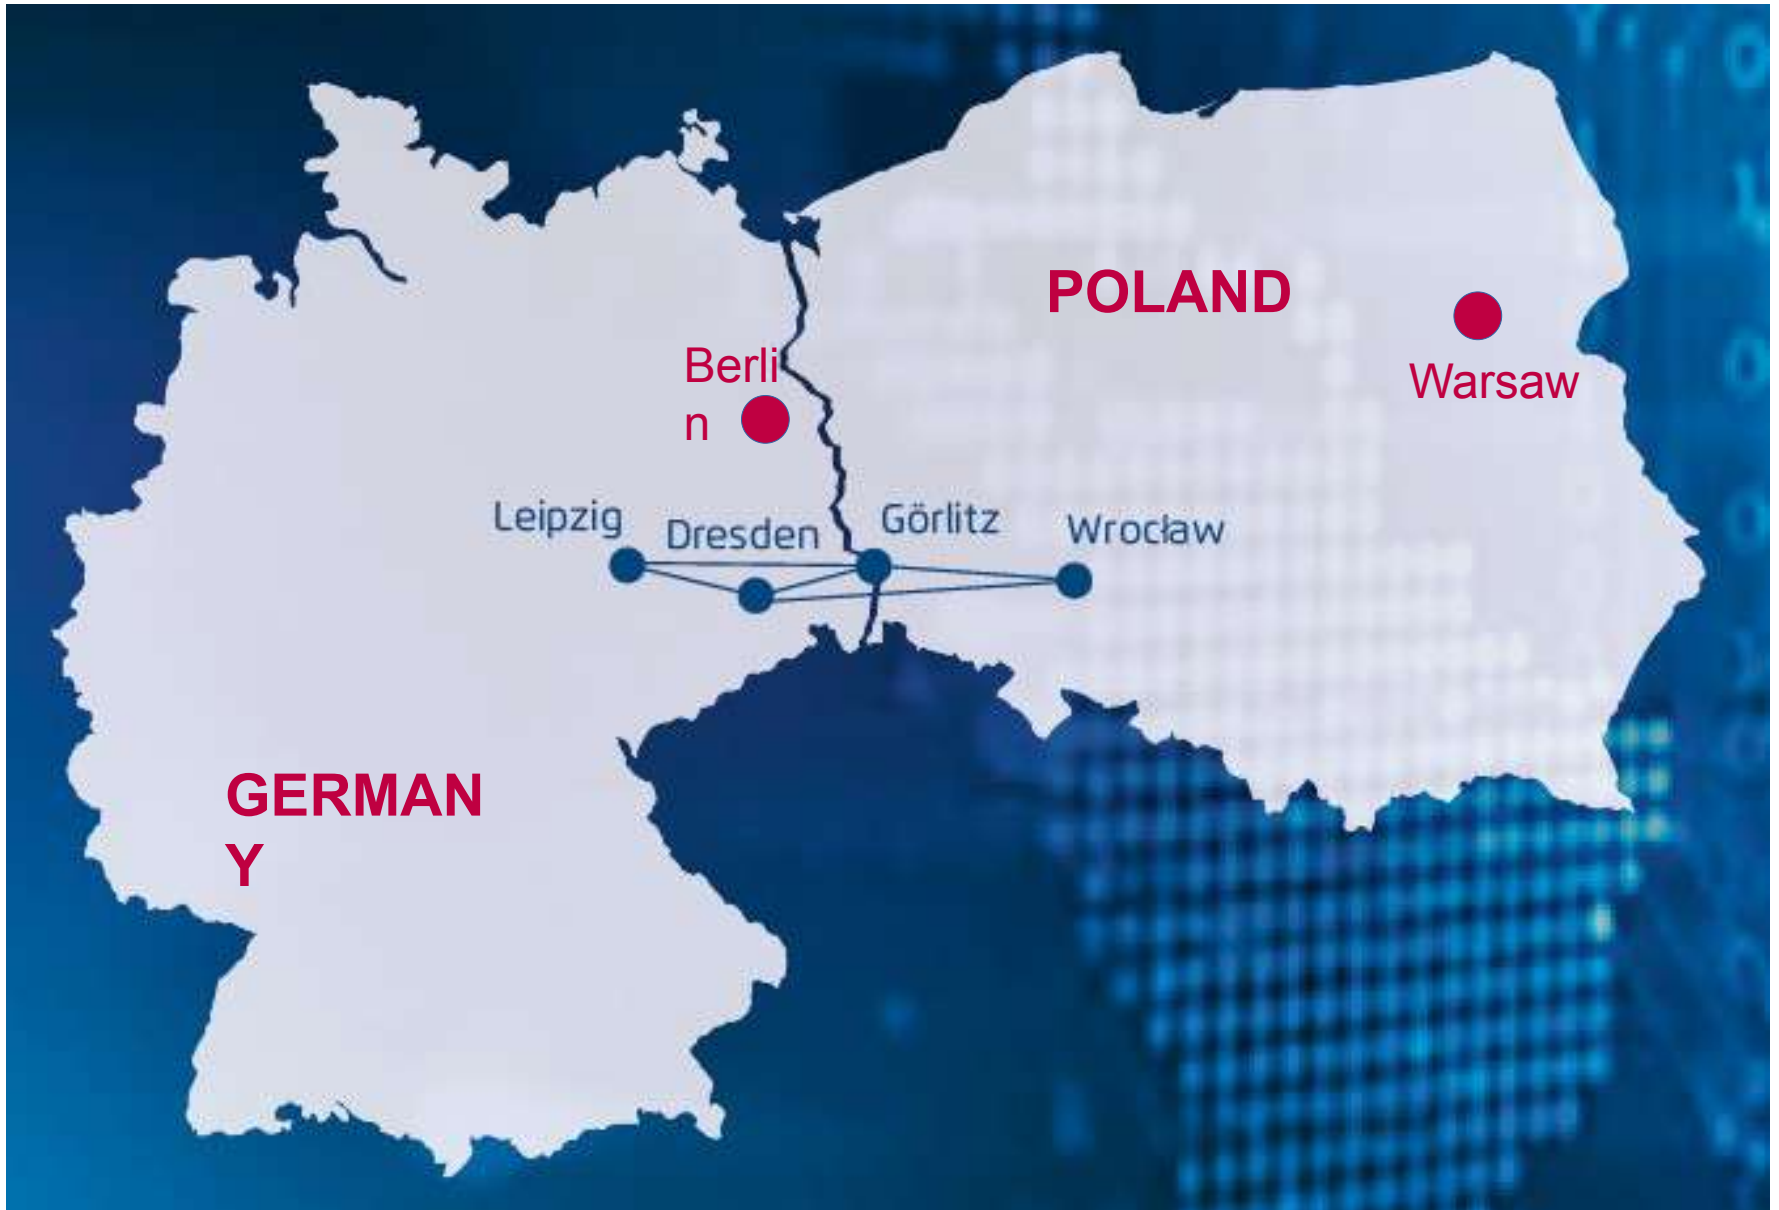 POLAND
Berli
n
Warsaw
Leipzig
Dresden
Görlitz
Wrocław
GERMAN
Y